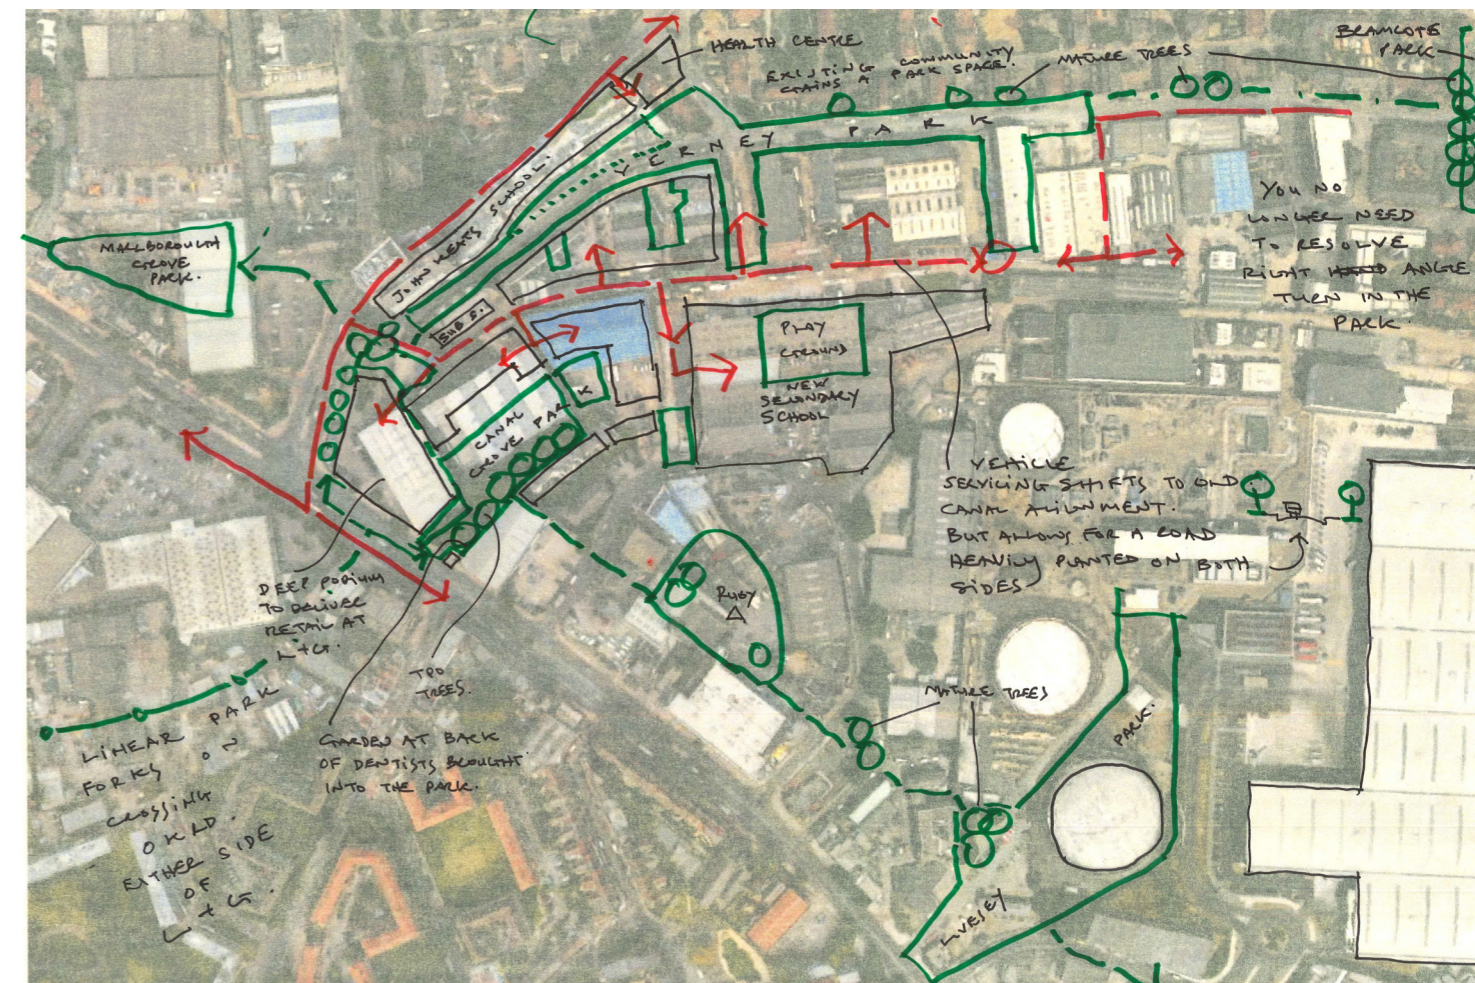 HEALTH CENTRE
EXISTING COMMUNITY
GAINS A PARK SPACE.
MATURE TREES
BRAMCOTE
PARK
VERNEY PARK
JOHN KEATS SCHOOL.
MALLBOROUGH
GROVE
PARK.
SUB S.
YOU NO
LONGER NEED
TO RESOLVE
RIGHT ANGLE
TURN IN THE
PARK.
PLAY
GROUND
NEW
SECONDARY
SCHOOL
CANAL
GROVE PARK
VEHICLE
SERVICING SHIFTS TO OLD
CANAL ALIGNMENT.
BUT ALLOWS FOR A ROAD
HEAVILY PLANTED ON BOTH
SIDES
DEEP PODIUM
TO DELIVER
RETAIL AT
L+G.
TPO
TREES.
RUBY
MATURE TREES
GARDEN AT BACK
OF DENTISTS BROUGHT
INTO THE PARK.
LINEAR PARK
FORKS ON
CROSSING
OKRD.
EITHER SIDE
OF
L+G.
PARK.
LIVESEY